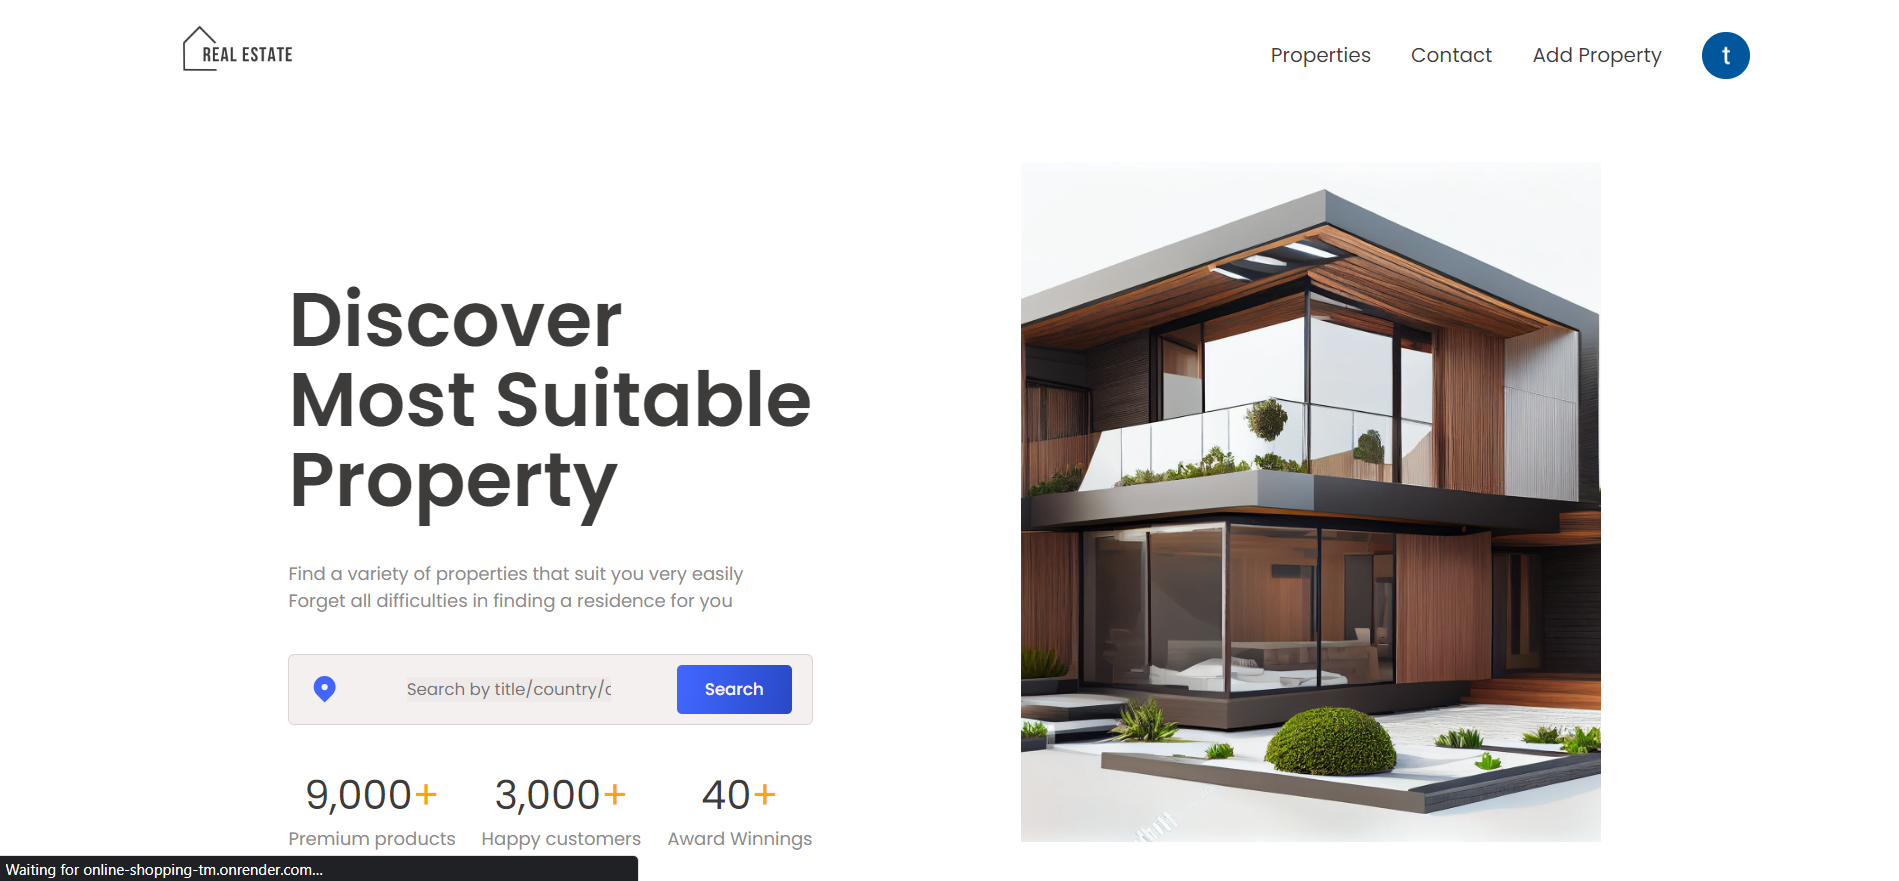 REAL ESTATE
Properties
Contact
Add Property
t
Discover
Most Suitable
Property
Find a variety of properties that suit you very easily
Forget all difficulties in finding a residence for you
Search by title/country/c
Search
9,000+
3,000+
40+
Premium products
Happy customers
Award Winnings
Waiting for online-shopping-tm.onrender.com...